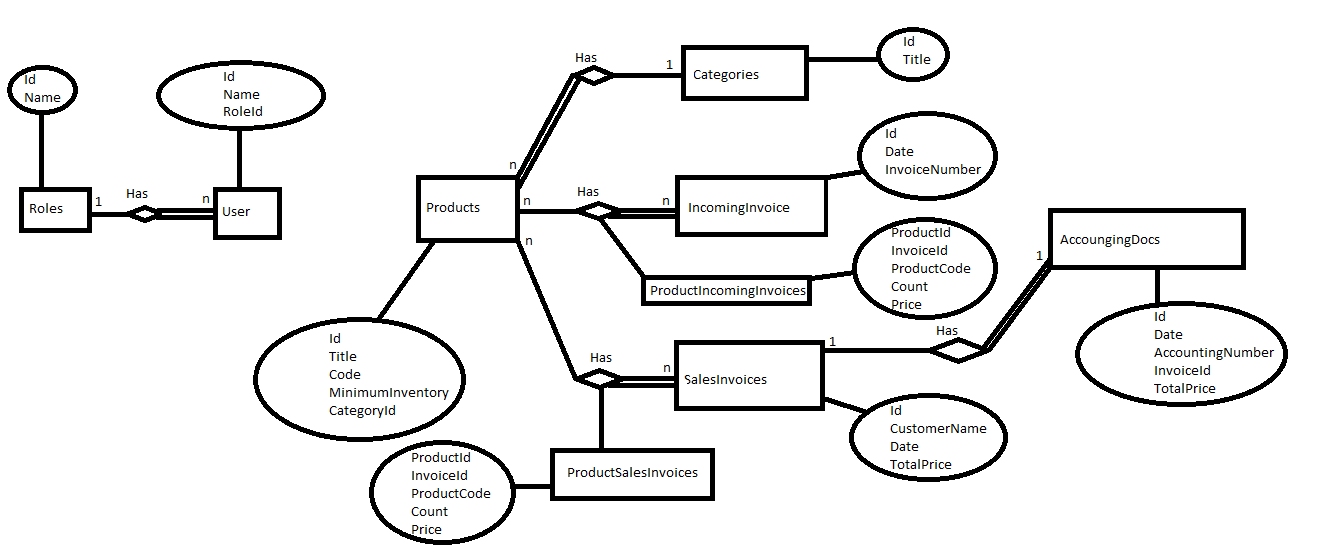 Id
Name
Roles
1
Has
n
User
Id
Name
RoleId
Has
1
n
Categories
Id
Title
Products
n
Has
n
IncomingInvoice
Id
Date
InvoiceNumber
ProductIncomingInvoices
ProductId
InvoiceId
ProductCode
Count
Price
n
Has
n
SalesInvoices
1
Has
1
AccoungingDocs
Id
Date
AccountingNumber
InvoiceId
TotalPrice
Id
CustomerName
Date
TotalPrice
Id
Title
Code
MinimumInventory
CategoryId
ProductSalesInvoices
ProductId
InvoiceId
ProductCode
Count
Price